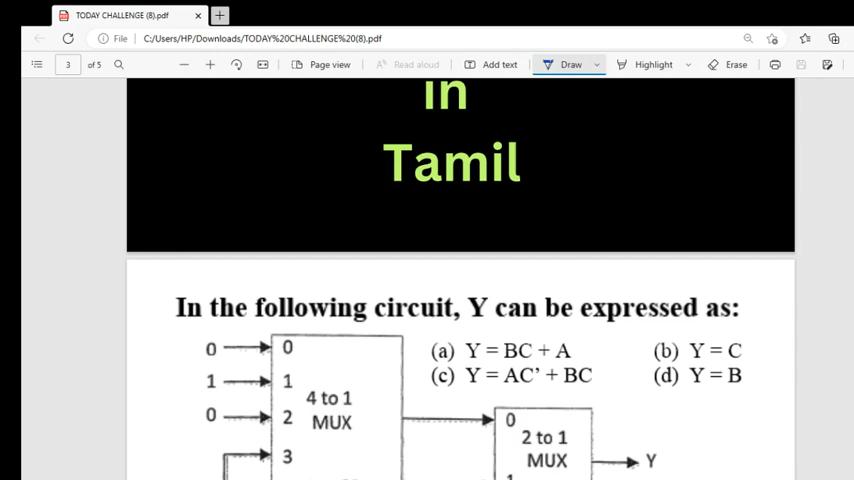 TODAY CHALLENGE (8).pdf
File
C:/Users/HP/Downloads/TODAY%20CHALLENGE%20(8).pdf
3 of 5
Page view
Read aloud
Add text
Draw
Highlight
Erase
in
Tamil
In the following circuit, Y can be expressed as:
(a) Y = BC + A
(b) Y = C
(c) Y = AC’ + BC
(d) Y = B
0 0
1 1
0 2
3
4 to 1
MUX
0
2 to 1
MUX
Y